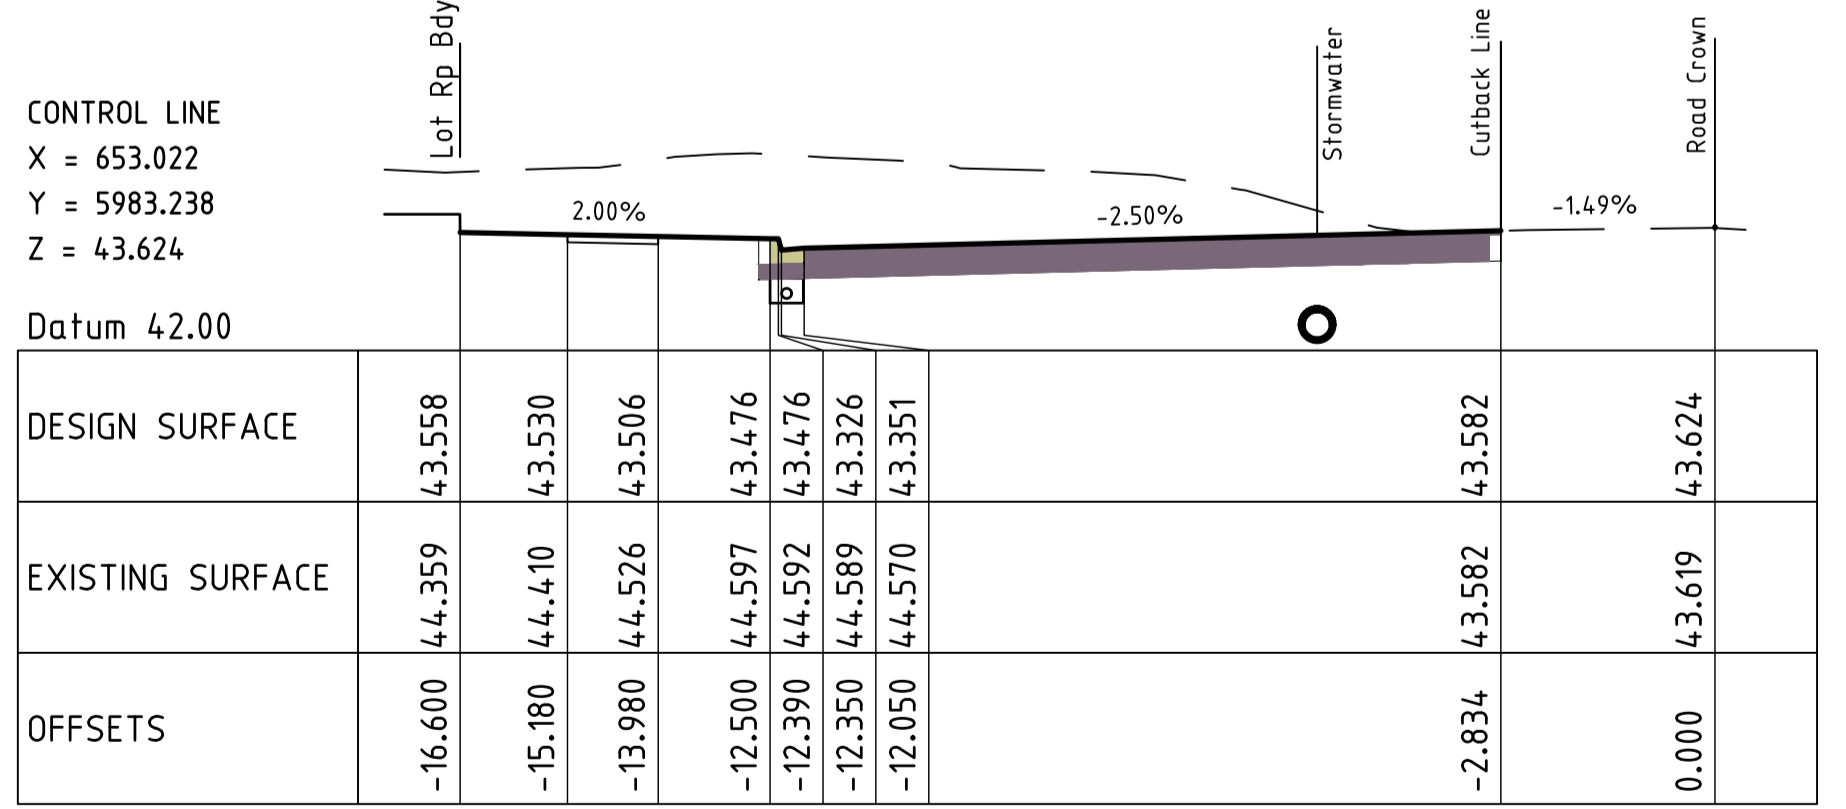 Lot Rp Bdy
Stormwater
Cutback Line
Road Crown
CONTROL LINE
X = 653.022
Y = 5983.238
Z = 43.624
2.00%
-2.50%
-1.49%
Datum 42.00
DESIGN SURFACE 43.558 43.530 43.506 43.476 43.476 43.326 43.351 43.582 43.624
EXISTING SURFACE 44.359 44.410 44.526 44.597 44.592 44.589 44.570 43.582 43.619
OFFSETS -16.600 -15.180 -13.980 -12.500 -12.390 -12.350 -12.050 -2.834 0.000